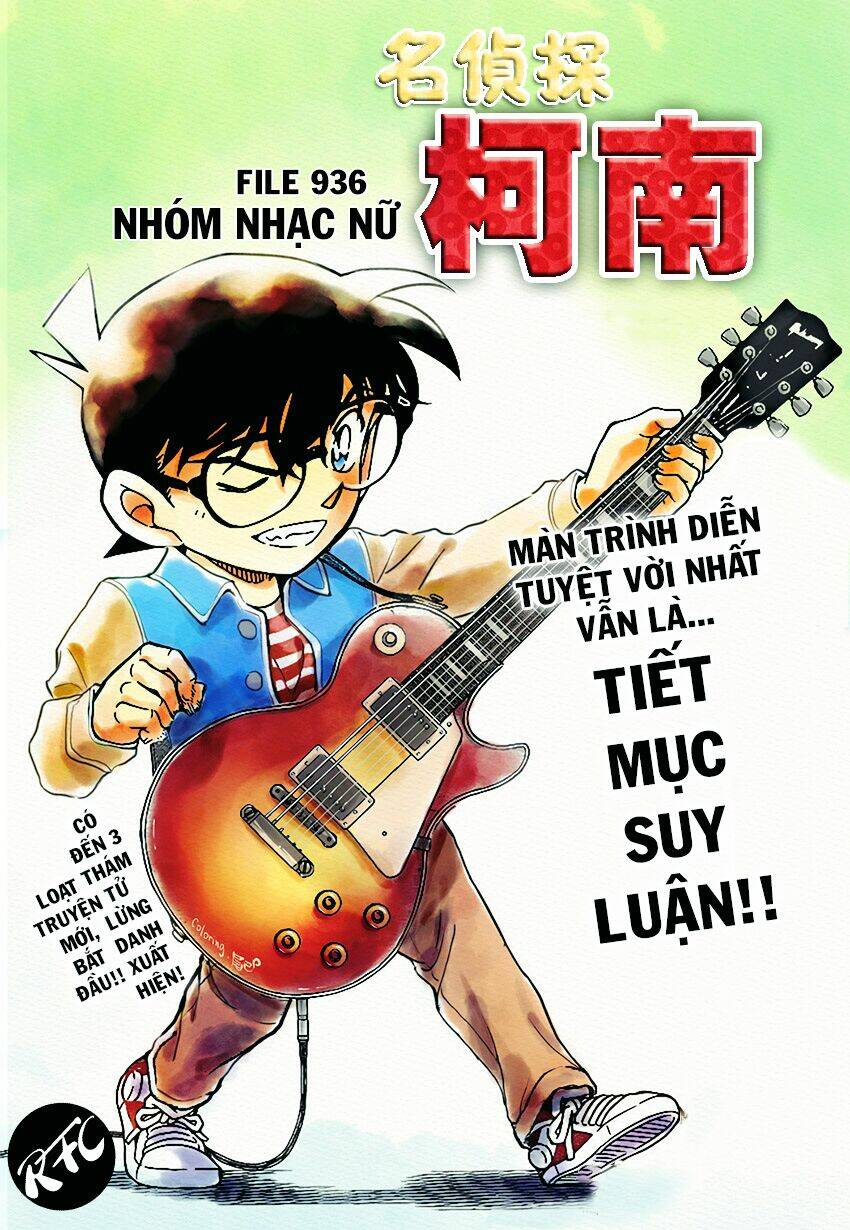 名偵探
柯南
FILE 936
NHÓM NHẠC NỮ
MÀN TRÌNH DIỄN
TUYỆT VỜI NHẤT
VẪN LÀ...
TIẾT
MỤC
SUY
LUẬN!!
CÓ
ĐẾN 3
LOẠT THÁM
TRUYỆN TỬ
MỚI, LỪNG
BẮT DANH
ĐẦU!! XUẤT
HIỆN!
Coloring.
RFC